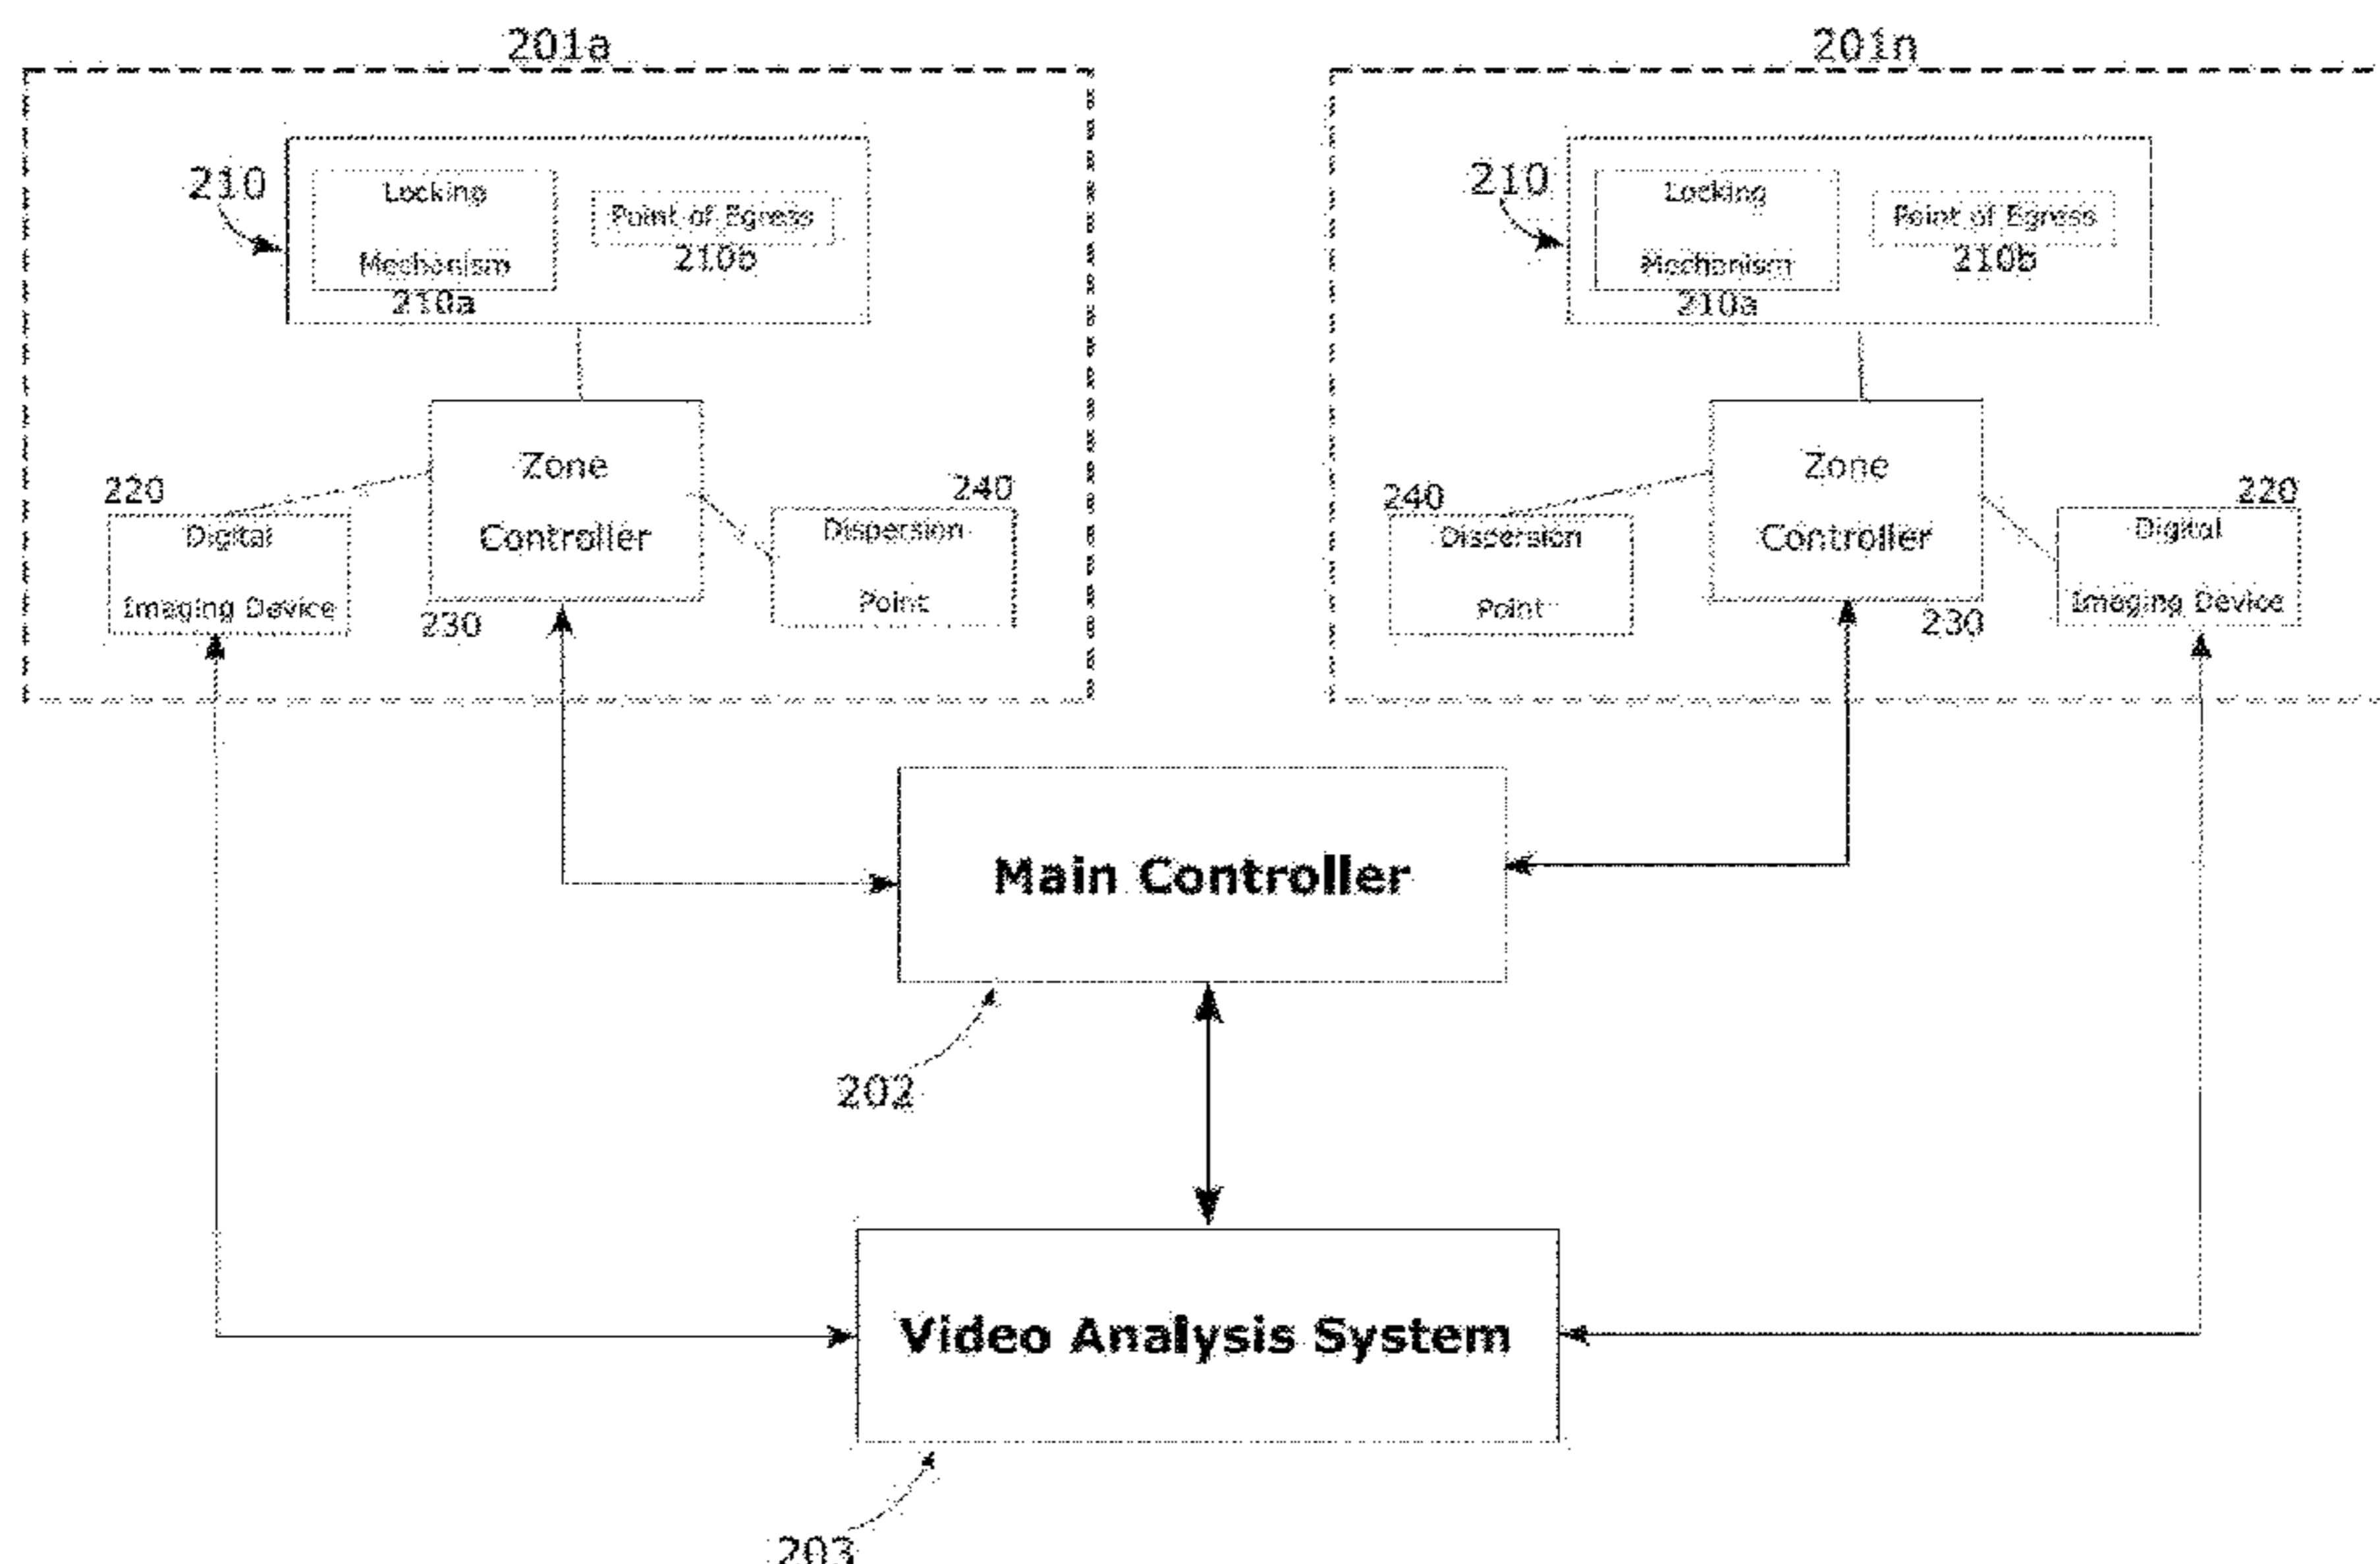 201a
210
Locking
Mechanism
210a
Point of Egress
210b
Zone
Controller
230
220
Digital
Imaging Device
240
Dispersion
Point
201n
210
Locking
Mechanism
210a
Point of Egress
210b
Zone
Controller
230
240
Dispersion
Point
220
Digital
Imaging Device
Main Controller
202
Video Analysis System
203